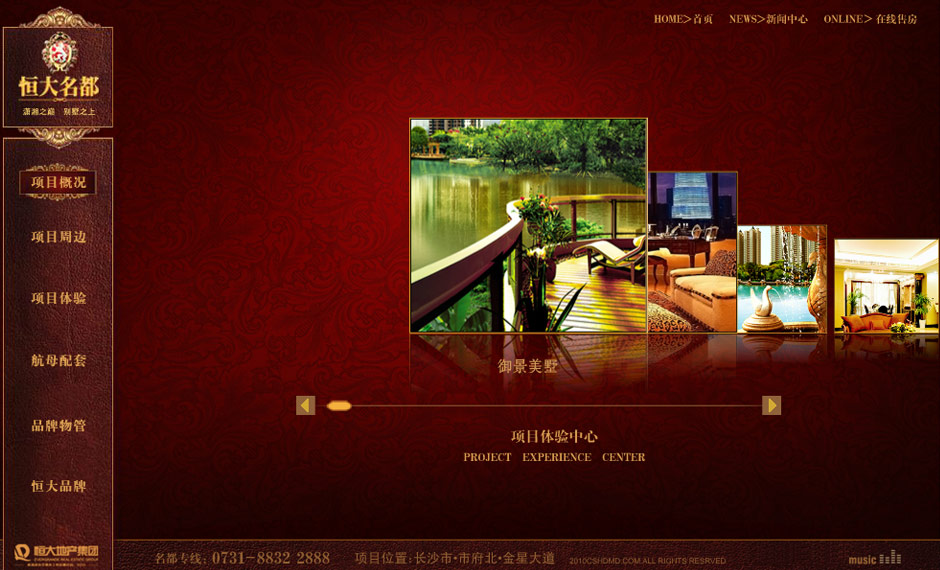 HOME>首页 NEWS>新闻中心 ONLINE> 在线售房
恒大名都
潇湘之巅 别墅之上
项目概况
项目周边
项目体验
航母配套
品牌物管
恒大品牌
御景美墅
项目体验中心
PROJECT EXPERIENCE CENTER
恒大地产集团
EVERGRANDE REAL ESTATE GROUP
名都专线: 0731-8832 2888 项目位置:长沙市·市府北·金星大道 2010CSHDMD.COM ALL RIGHTS RESRVED
music